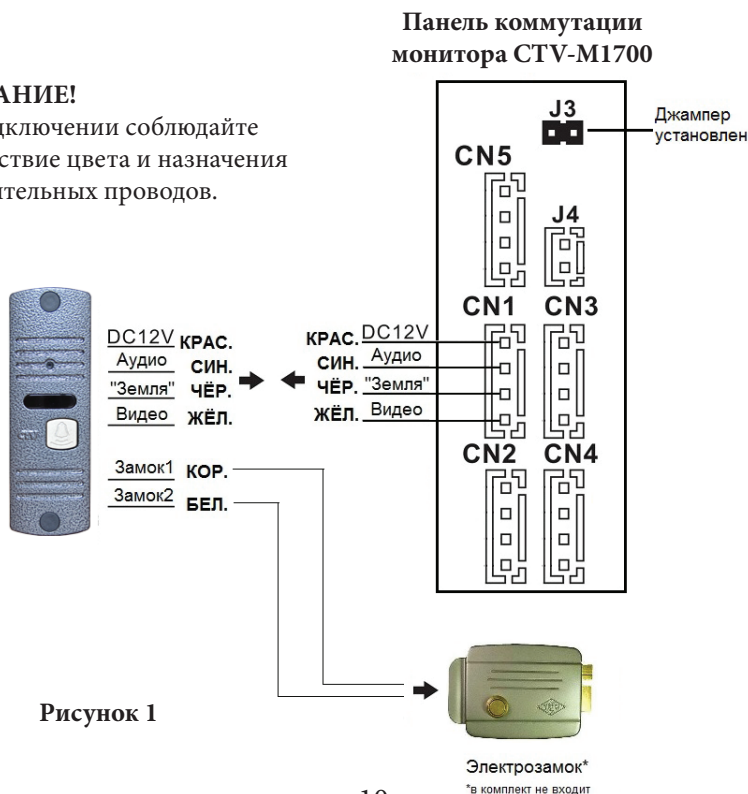 Панель коммутации
монитора CTV-M1700
АНИЕ!
дключении соблюдайте
ствие цвета и назначения
ительных проводов.
J3
Джампер
установлен
CN5
J4
CN1 CN3
DC12V КРАС.
Аудио СИН.
"Земля" ЧЁР.
Видео ЖЁЛ.
КРАС. DC12V
СИН. Аудио
ЧЁР. "Земля"
ЖЁЛ. Видео
CN2 CN4
Замок1 КОР.
Замок2 БЕЛ.
CTV
Рисунок 1
Электрозамок*
*в комплект не входит